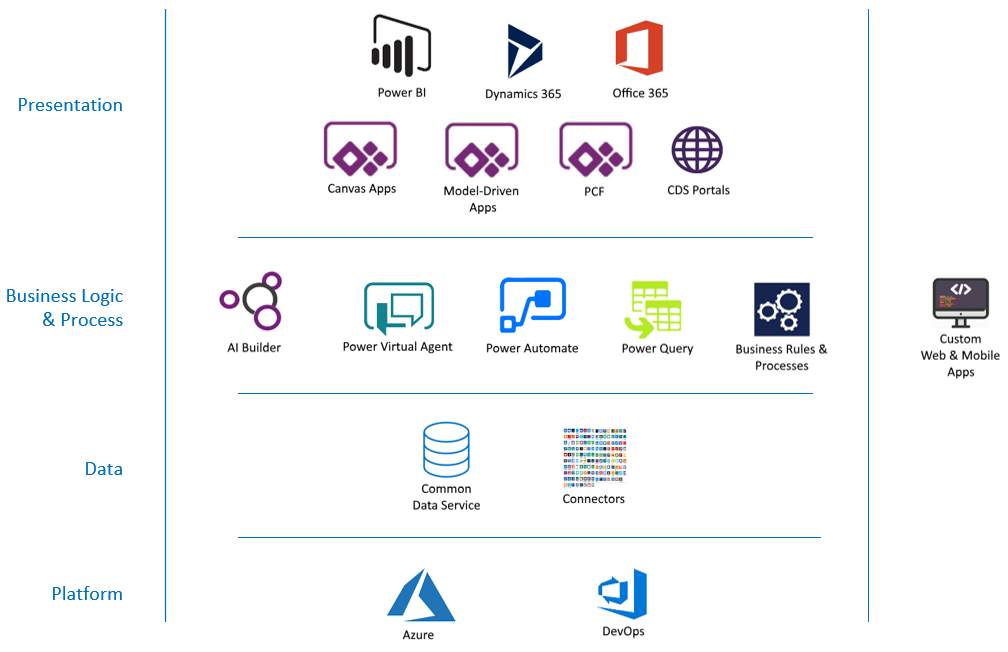 Presentation
Power BI
Dynamics 365
Office 365
Canvas Apps
Model-Driven
Apps
PCF
CDS Portals
Business Logic
& Process
AI Builder
Power Virtual Agent
Power Automate
Power Query
Business Rules &
Processes
</>
Custom
Web & Mobile
Apps
Data
Common
Data Service
Connectors
Platform
Azure
DevOps